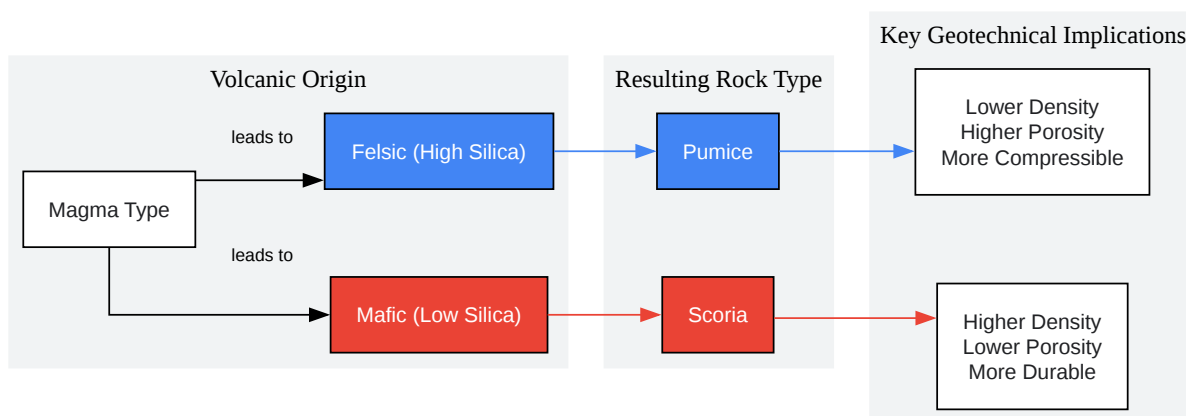 Key Geotechnical Implications
Volcanic Origin
Resulting Rock Type
leads to
Felsic (High Silica)
Pumice
Lower Density
Higher Porosity
More Compressible
Magma Type
leads to
Mafic (Low Silica)
Scoria
Higher Density
Lower Porosity
More Durable